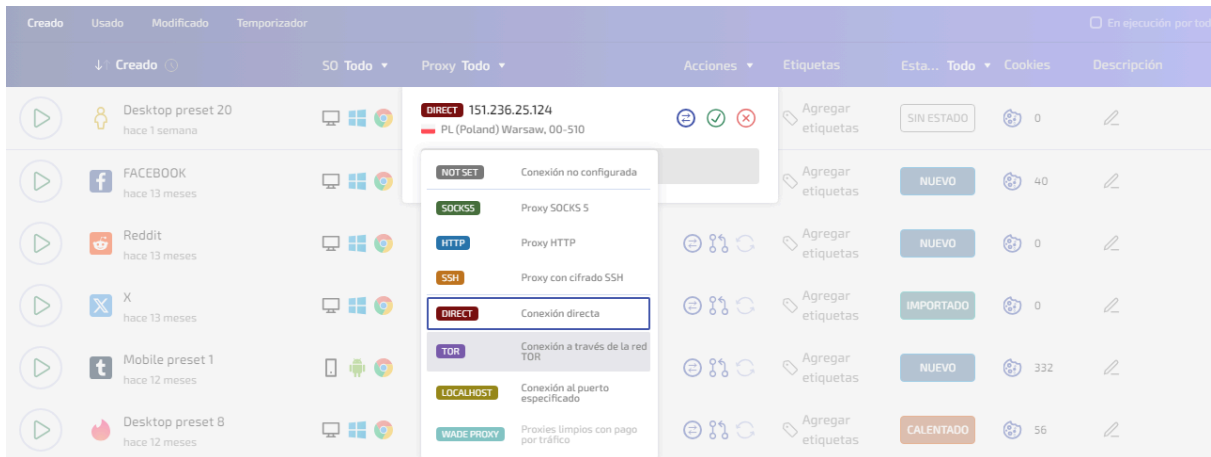 Creado Usado Modificado Temporizador En ejecución por tod
Creado SO Todo Proxy Todo Acciones Etiquetas Esta... Todo Cookies Descripción
Desktop preset 20
hace 1 semana
DIRECT 151.236.25.124
PL (Poland) Warsaw, 00-510
Agregar
etiquetas
SIN ESTADO 0
FACEBOOK
hace 13 meses
Agregar
etiquetas
NUEVO 40
Reddit
hace 13 meses
Agregar
etiquetas
NUEVO 0
X
hace 13 meses
Agregar
etiquetas
IMPORTADO 0
Mobile preset 1
hace 12 meses
Agregar
etiquetas
NUEVO 332
Desktop preset 8
hace 12 meses
Agregar
etiquetas
CALENTADO 56
NOT SET Conexión no configurada
SOCKS5 Proxy SOCKS 5
HTTP Proxy HTTP
SSH Proxy con cifrado SSH
DIRECT Conexión directa
TOR Conexión a través de la red
TOR
LOCALHOST Conexión al puerto
especificado
WADE PROXY Proxies limpios con pago
por tráfico